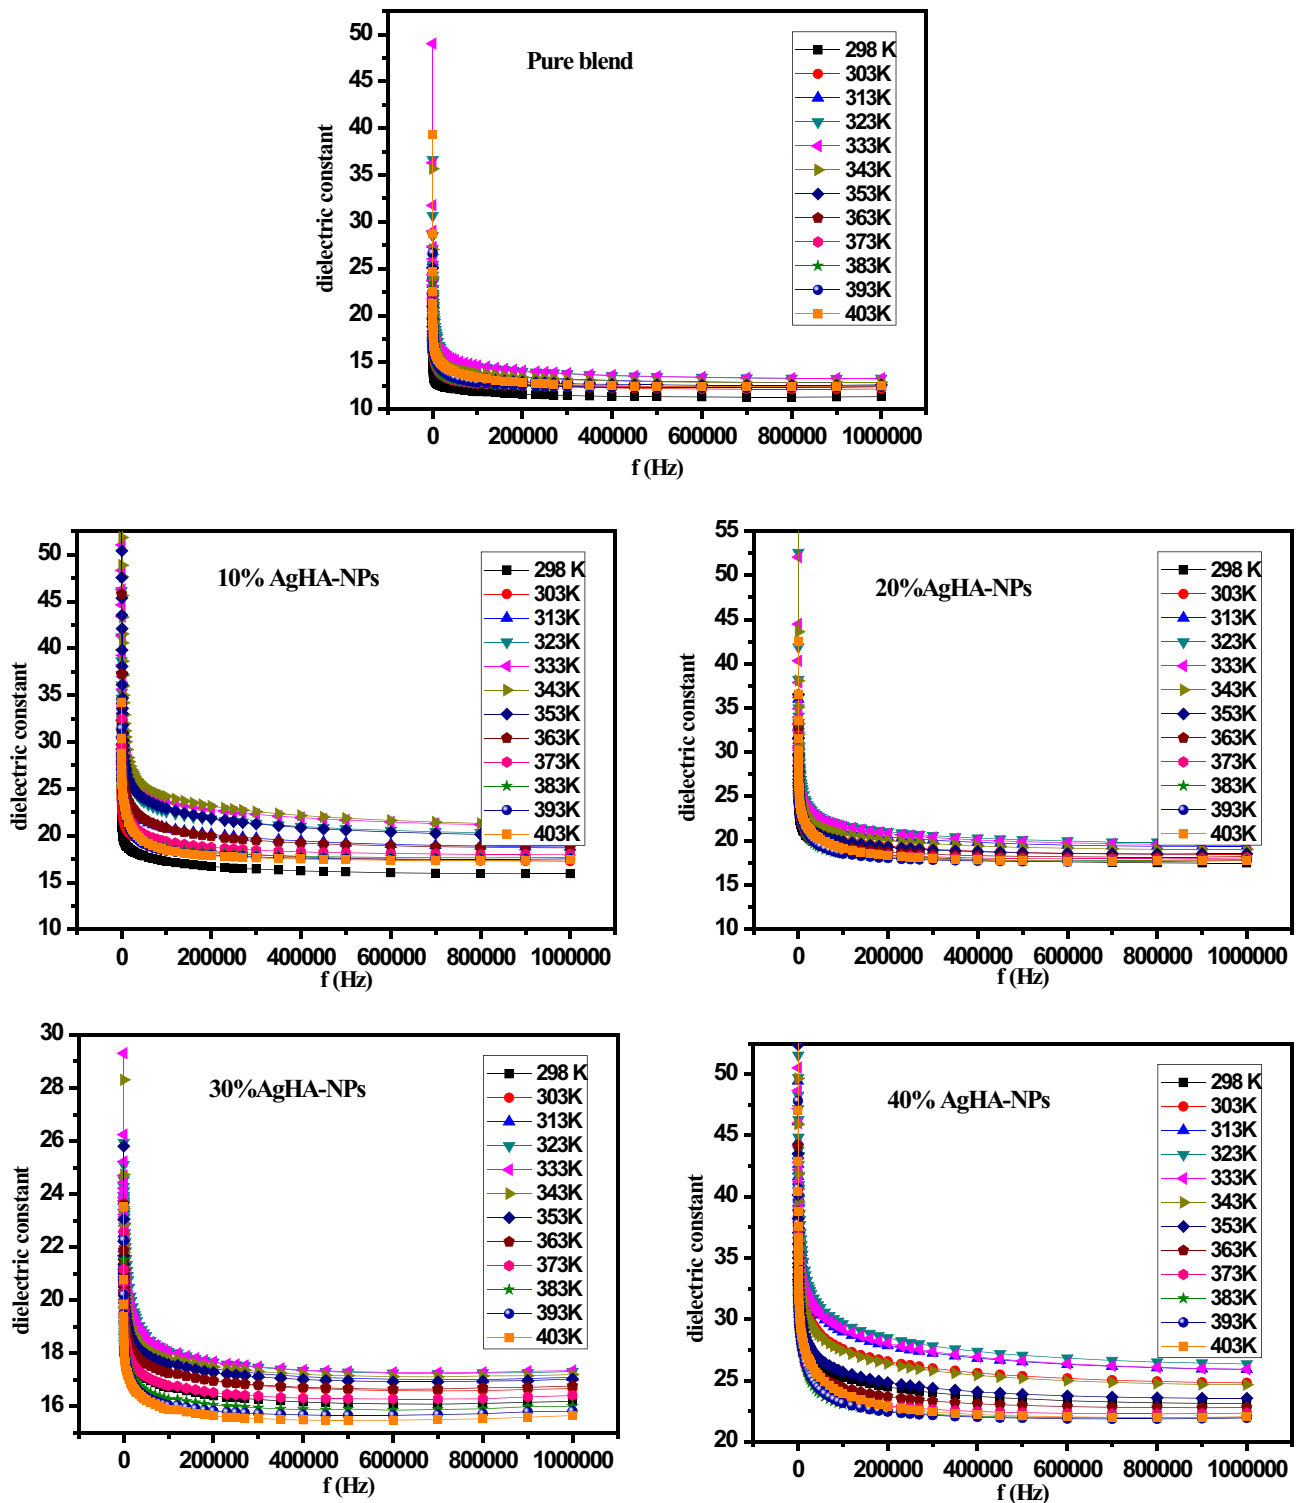 50
45
40
35
30
25
20
15
10
dielectric constant
Pure blend
298 K
303K
313K
323K
333K
343K
353K
363K
373K
383K
393K
403K
0 200000 400000 600000 800000 1000000
f (Hz)
50
45
40
35
30
25
20
15
10
dielectric constant
10% AgHA-NPs
298 K
303K
313K
323K
333K
343K
353K
363K
373K
383K
393K
403K
0 200000 400000 600000 800000 1000000
f (Hz)
55
50
45
40
35
30
25
20
15
10
dielectric constant
20%AgHA-NPs
298 K
303K
313K
323K
333K
343K
353K
363K
373K
383K
393K
403K
0 200000 400000 600000 800000 1000000
f (Hz)
30
28
26
24
22
20
18
16
dielectric constant
30%AgHA-NPs
298 K
303K
313K
323K
333K
343K
353K
363K
373K
383K
393K
403K
0 200000 400000 600000 800000 1000000
f (Hz)
50
45
40
35
30
25
20
dielectric constant
40% AgHA-NPs
298 K
303K
313K
323K
333K
343K
353K
363K
373K
383K
393K
403K
0 200000 400000 600000 800000 1000000
f (Hz)